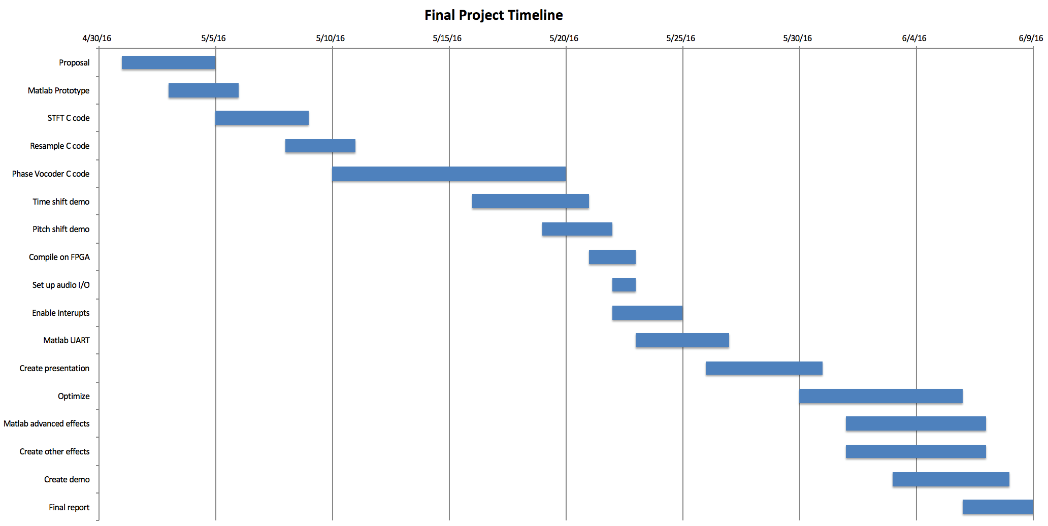 Final Project Timeline
4/30/16 5/5/16 5/10/16 5/15/16 5/20/16 5/25/16 5/30/16 6/4/16 6/9/16
Proposal
Matlab Prototype
STFT C code
Resample C code
Phase Vocoder C code
Time shift demo
Pitch shift demo
Compile on FPGA
Set up audio I/O
Enable Interupts
Matlab UART
Create presentation
Optimize
Matlab advanced effects
Create other effects
Create demo
Final report